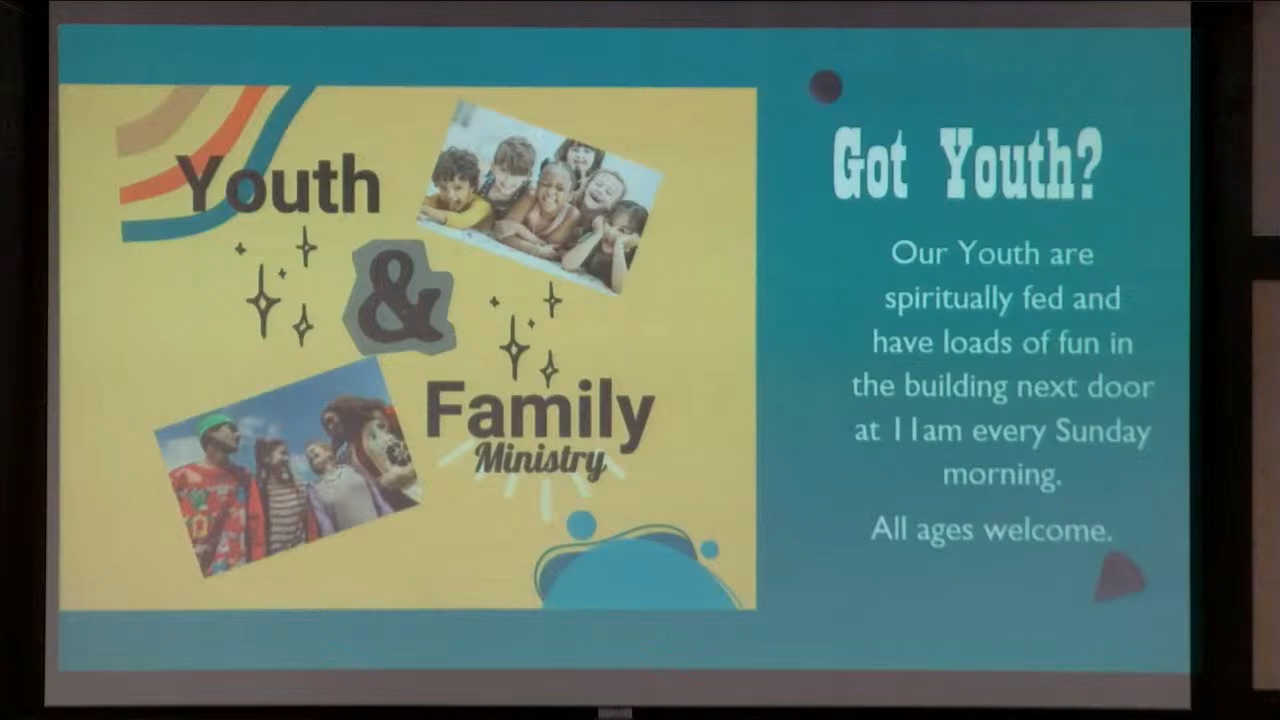 Youth
&
Family
Ministry
Got Youth?
Our Youth are
spiritually fed and
have loads of fun in
the building next door
at 11am every Sunday
morning.
All ages welcome.